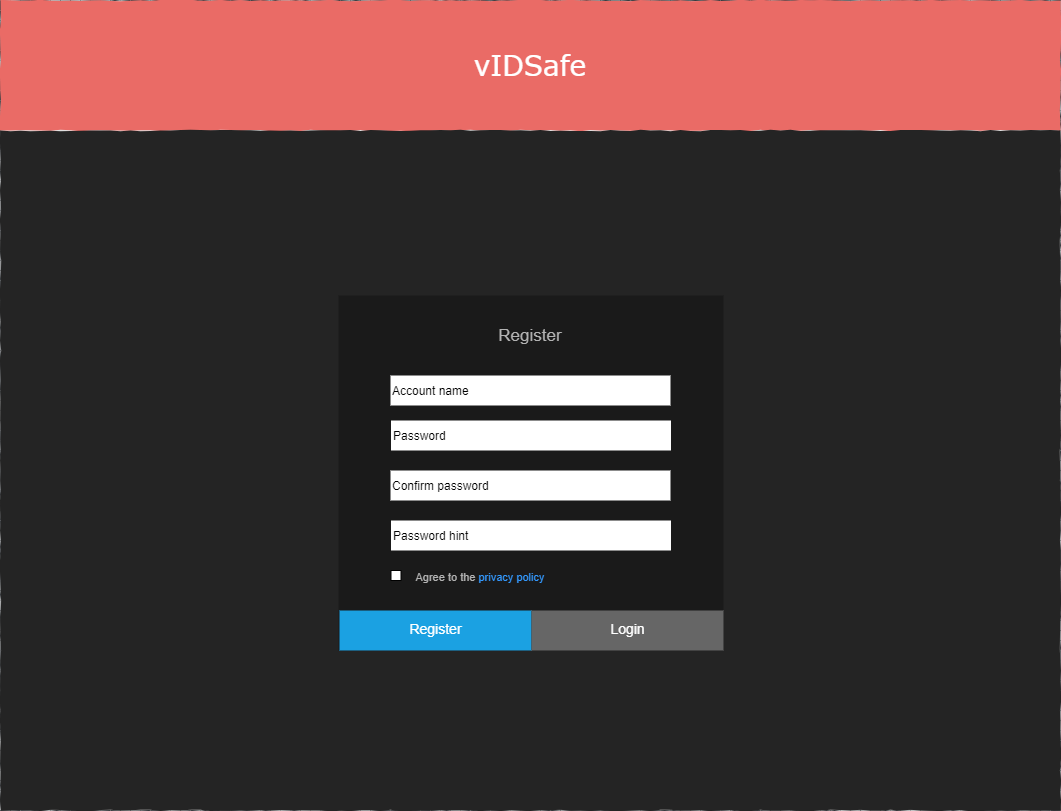 vIDSafe
Register
Account name
Password
Confirm password
Password hint
Agree to the privacy policy
Register
Login